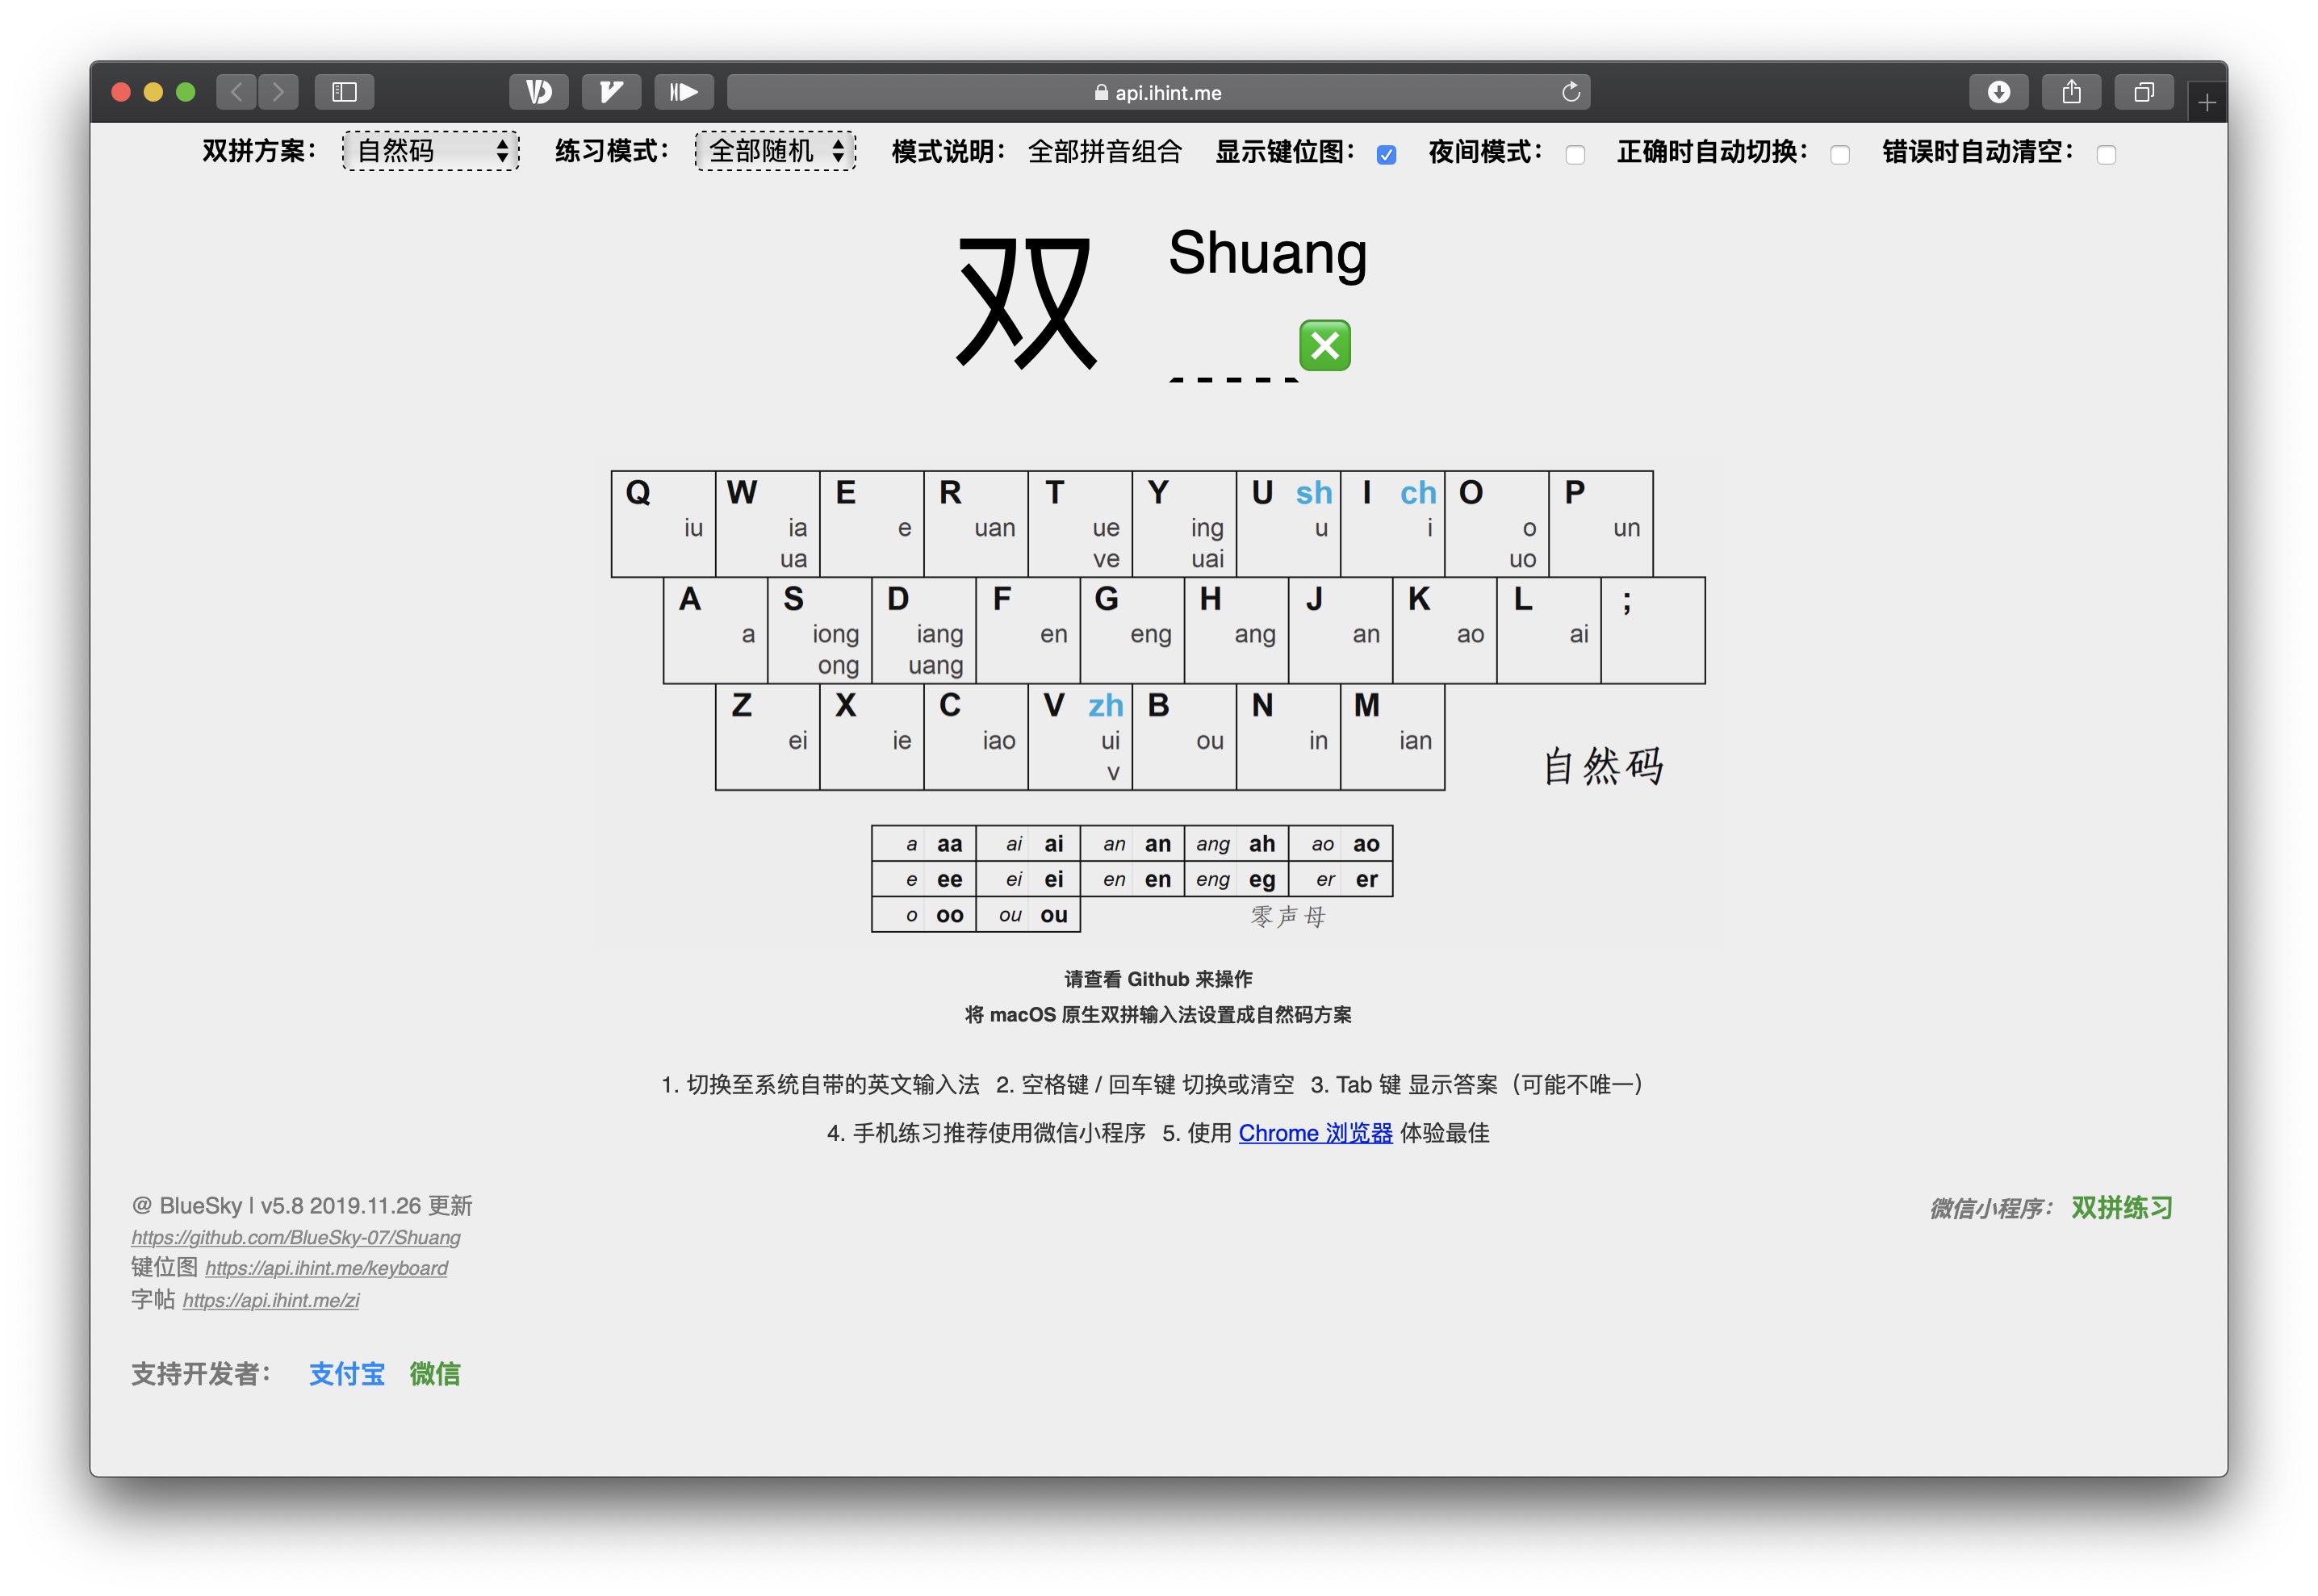 api.ihint.me
双拼方案： 自然码 练习模式： 全部随机 模式说明： 全部拼音组合 显示键位图： 夜间模式： 正确时自动切换： 错误时自动清空：
双 Shuang
Q W E R T Y U sh I ch O P
iu ia e uan ue ing u i o un
ua ve uai uo
A S D F G H J K L ;
a iong iang en eng ang an ao ai
ong uang
Z X C V zh B N M
ei ie iao ui ou in ian
v
自然码
a aa ai ai an an ang ah ao ao
e ee ei ei en en eng eg er er
o oo ou ou 零声母
请查看 Github 来操作
将 macOS 原生双拼输入法设置成自然码方案
1. 切换至系统自带的英文输入法 2. 空格键 / 回车键 切换或清空 3. Tab 键 显示答案（可能不唯一）
4. 手机练习推荐使用微信小程序 5. 使用 Chrome 浏览器 体验最佳
@ BlueSky | v5.8 2019.11.26 更新
微信小程序： 双拼练习
https://github.com/BlueSky-07/Shuang
键位图 https://api.ihint.me/keyboard
字帖 https://api.ihint.me/zi
支持开发者： 支付宝 微信